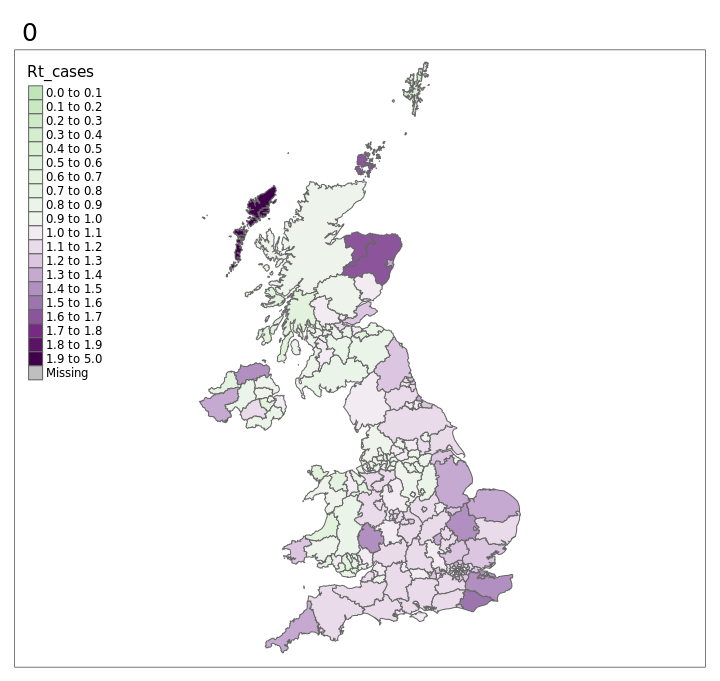 0
Rt_cases
0.0 to 0.1
0.1 to 0.2
0.2 to 0.3
0.3 to 0.4
0.4 to 0.5
0.5 to 0.6
0.6 to 0.7
0.7 to 0.8
0.8 to 0.9
0.9 to 1.0
1.0 to 1.1
1.1 to 1.2
1.2 to 1.3
1.3 to 1.4
1.4 to 1.5
1.5 to 1.6
1.6 to 1.7
1.7 to 1.8
1.8 to 1.9
1.9 to 5.0
Missing